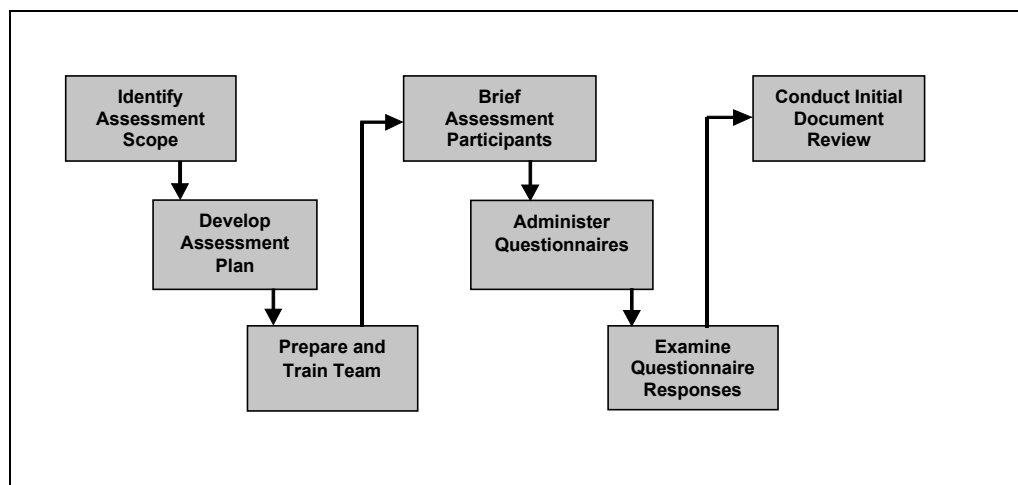 Identify
Assessment
Scope
Develop
Assessment
Plan
Prepare and
Train Team
Brief
Assessment
Participants
Administer
Questionnaires
Examine
Questionnaire
Responses
Conduct Initial
Document
Review